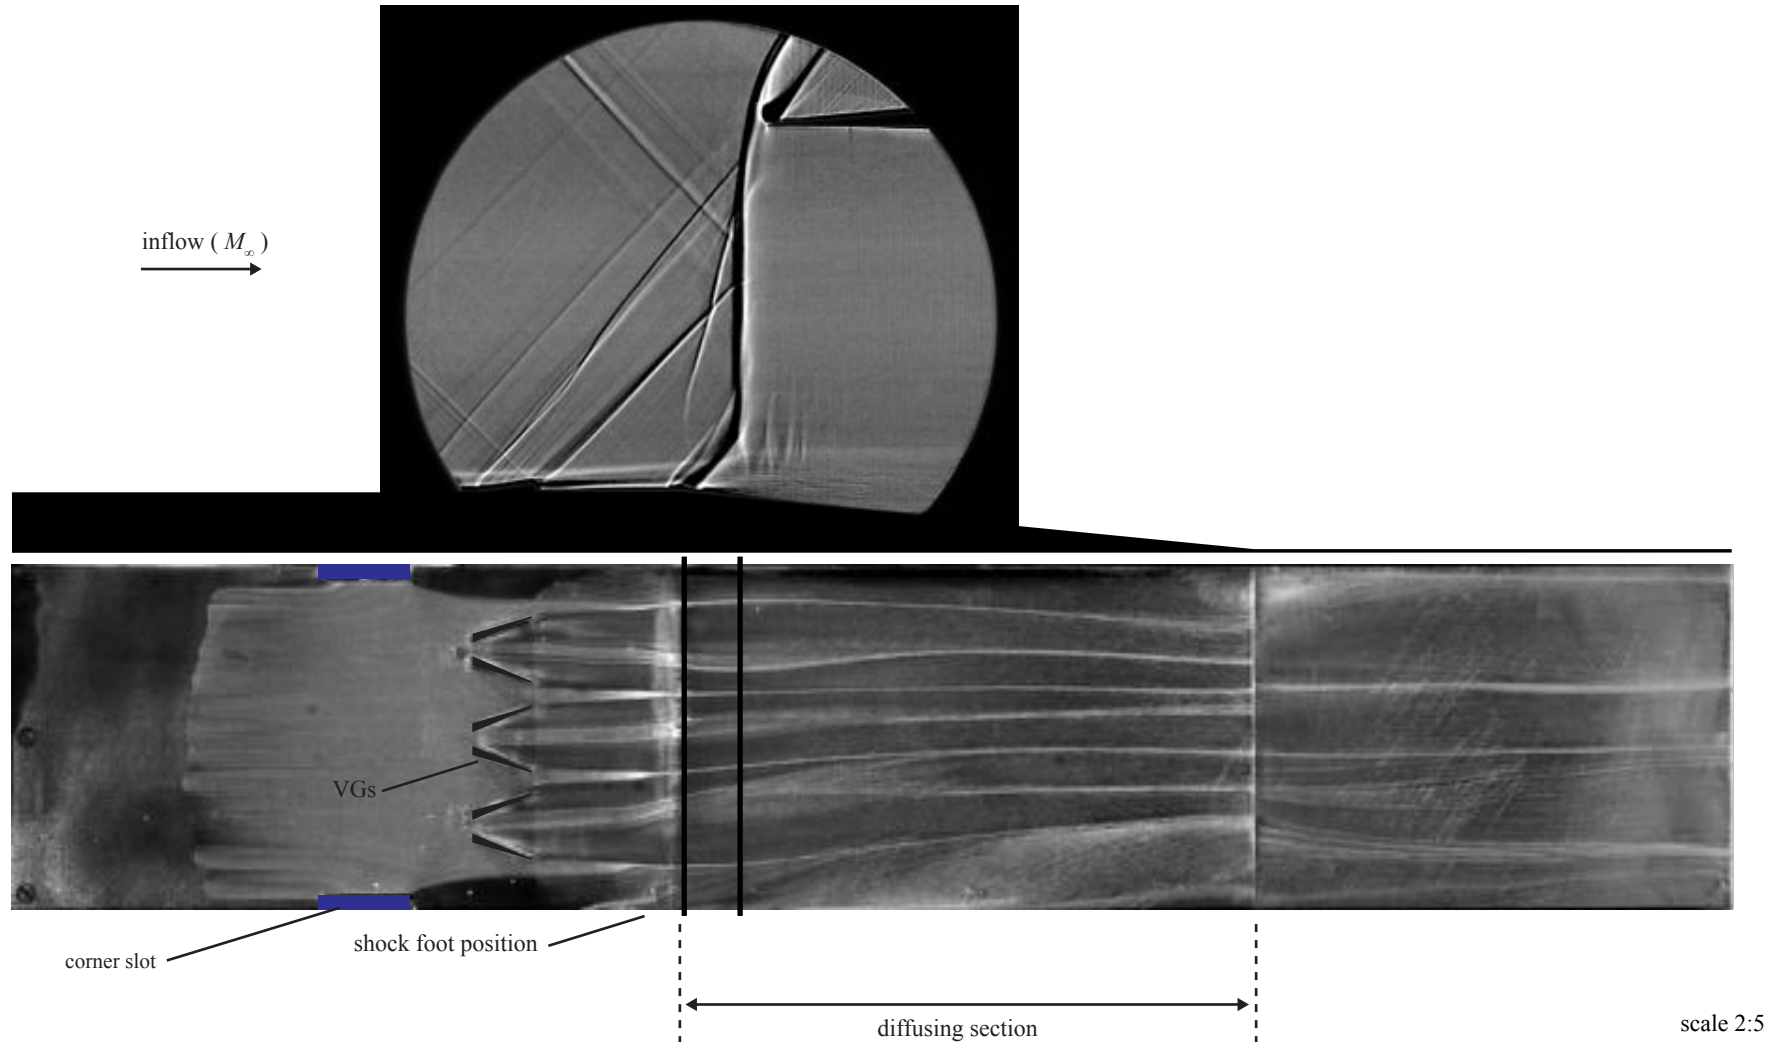 inflow ( M∞ )
VGs
shock foot position
corner slot
diffusing section
scale 2:5